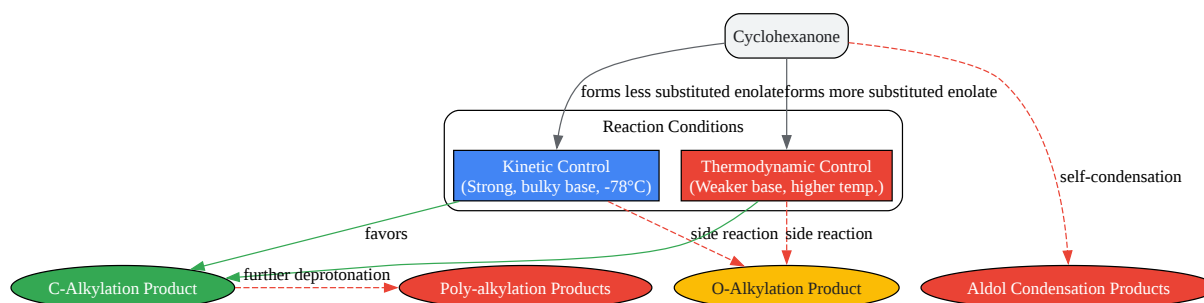 Cyclohexanone
forms less substituted enolate
forms more substituted enolate
Reaction Conditions
Kinetic Control
(Strong, bulky base, -78°C)
Thermodynamic Control
(Weaker base, higher temp.)
self-condensation
favors
side reaction
side reaction
further deprotonation
C-Alkylation Product
Poly-alkylation Products
O-Alkylation Product
Aldol Condensation Products